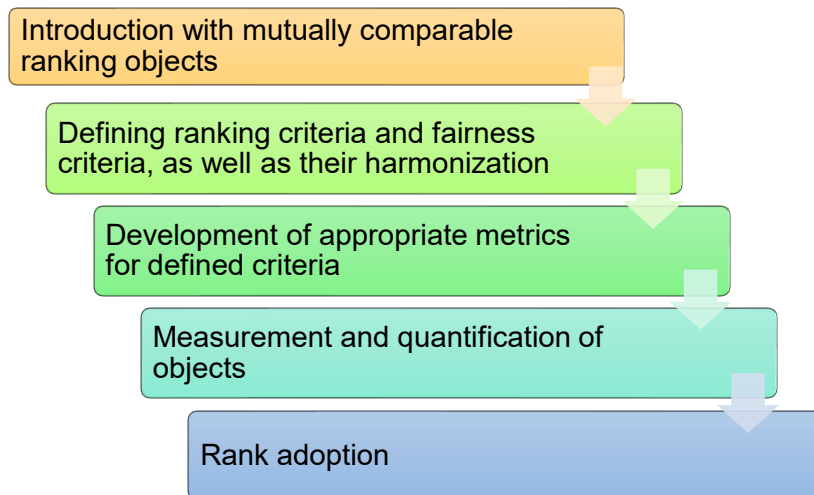 Introduction with mutually comparable
ranking objects
Defining ranking criteria and fairness
criteria, as well as their harmonization
Development of appropriate metrics
for defined criteria
Measurement and quantification of
objects
Rank adoption